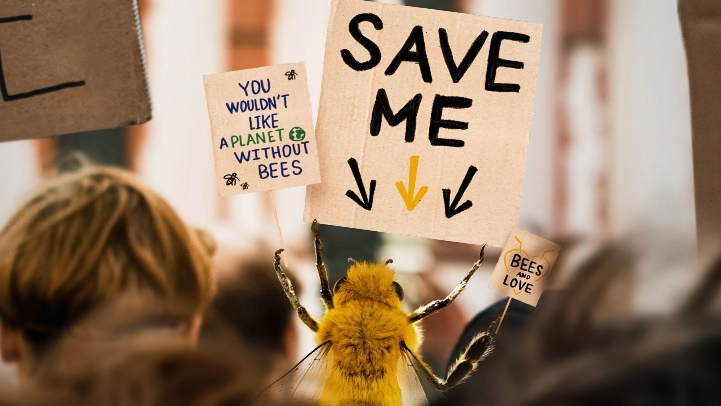 E
YOU
WOULDN'T
LIKE
A PLANET
WITHOUT
BEES
SAVE
ME
BEES
AND
LOVE